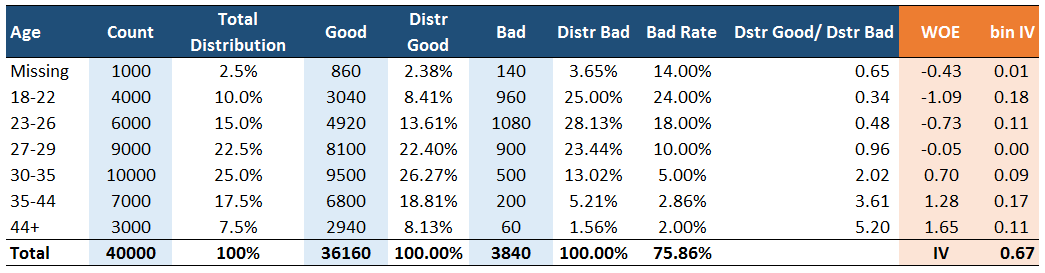 Age Count Total Distribution Good Distr Good Bad Distr Bad Bad Rate Dstr Good/ Dstr Bad WOE bin IV
Missing 1000 2.5% 860 2.38% 140 3.65% 14.00% 0.65 -0.43 0.01
18-22 4000 10.0% 3040 8.41% 960 25.00% 24.00% 0.34 -1.09 0.18
23-26 6000 15.0% 4920 13.61% 1080 28.13% 18.00% 0.48 -0.73 0.11
27-29 9000 22.5% 8100 22.40% 900 23.44% 10.00% 0.96 -0.05 0.00
30-35 10000 25.0% 9500 26.27% 500 13.02% 5.00% 2.02 0.70 0.09
35-44 7000 17.5% 6800 18.81% 200 5.21% 2.86% 3.61 1.28 0.17
44+ 3000 7.5% 2940 8.13% 60 1.56% 2.00% 5.20 1.65 0.11
Total 40000 100% 36160 100.00% 3840 100.00% 75.86% IV 0.67